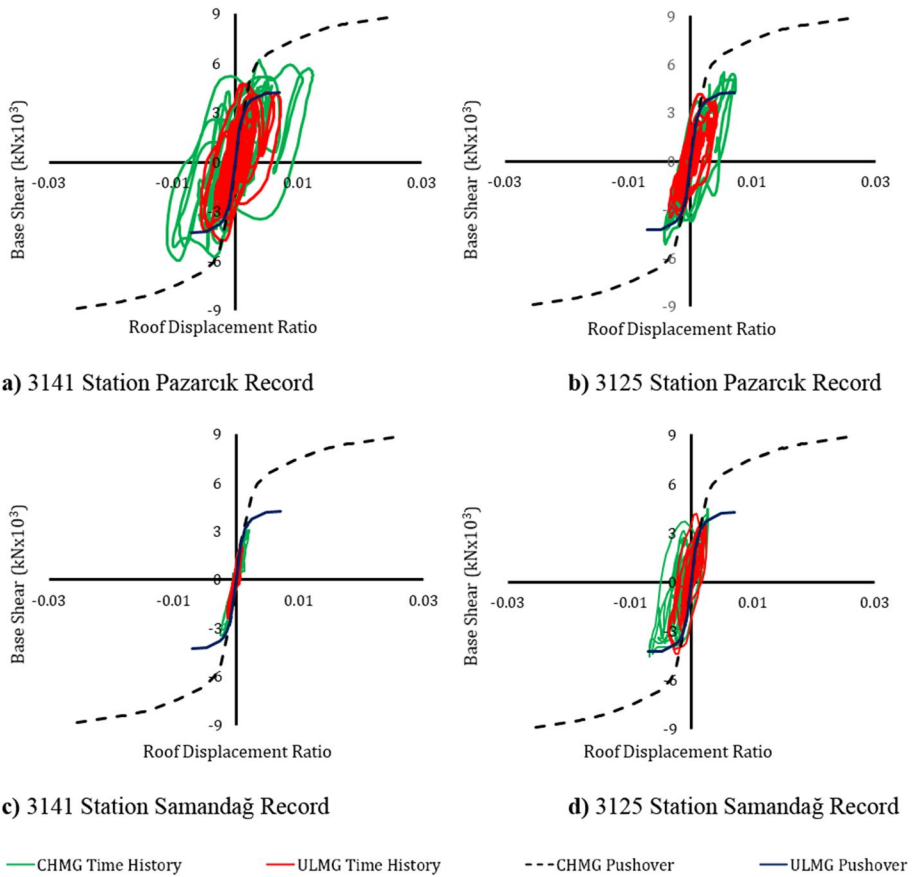 9
6
3
0
-3
-6
-9
-0.03
-0.01
0.01
0.03
Base Shear (kNx10³)
Roof Displacement Ratio
9
6
3
0
-3
-6
-9
-0.03
-0.01
0.01
0.03
Base Shear (kNx10³)
Roof Displacement Ratio
a) 3141 Station Pazarcık Record
b) 3125 Station Pazarcık Record
9
6
3
0
-3
-6
-9
-0.03
-0.01
0.01
0.03
Base Shear (kNx10³)
Roof Displacement Ratio
9
6
3
0
-3
-6
-9
-0.03
-0.01
0.01
0.03
Base Shear (kNx10³)
Roof Displacement Ratio
c) 3141 Station Samandağ Record
d) 3125 Station Samandağ Record
CHMG Time History
ULMG Time History
CHMG Pushover
ULMG Pushover